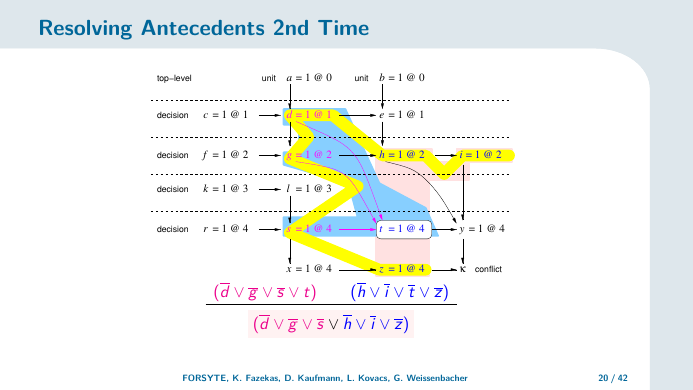 Resolving Antecedents 2nd Time
top−level unit a = 1 @ 0 unit b = 1 @ 0
decision c = 1 @ 1 d = 1 @ 1 e = 1 @ 1
decision f = 1 @ 2 g = 1 @ 2 h = 1 @ 2 i = 1 @ 2
decision k = 1 @ 3 l = 1 @ 3
decision r = 1 @ 4 s = 1 @ 4 t = 1 @ 4 y = 1 @ 4
x = 1 @ 4 z = 1 @ 4 κ conflict
(d̅ ∨ g̅ ∨ s̅ ∨ t) (h̅ ∨ i̅ ∨ t̅ ∨ z̅)
(d̅ ∨ g̅ ∨ s̅ ∨ h̅ ∨ i̅ ∨ z̅)
FORSYTE, K. Fazekas, D. Kaufmann, L. Kovacs, G. Weissenbacher 20 / 42